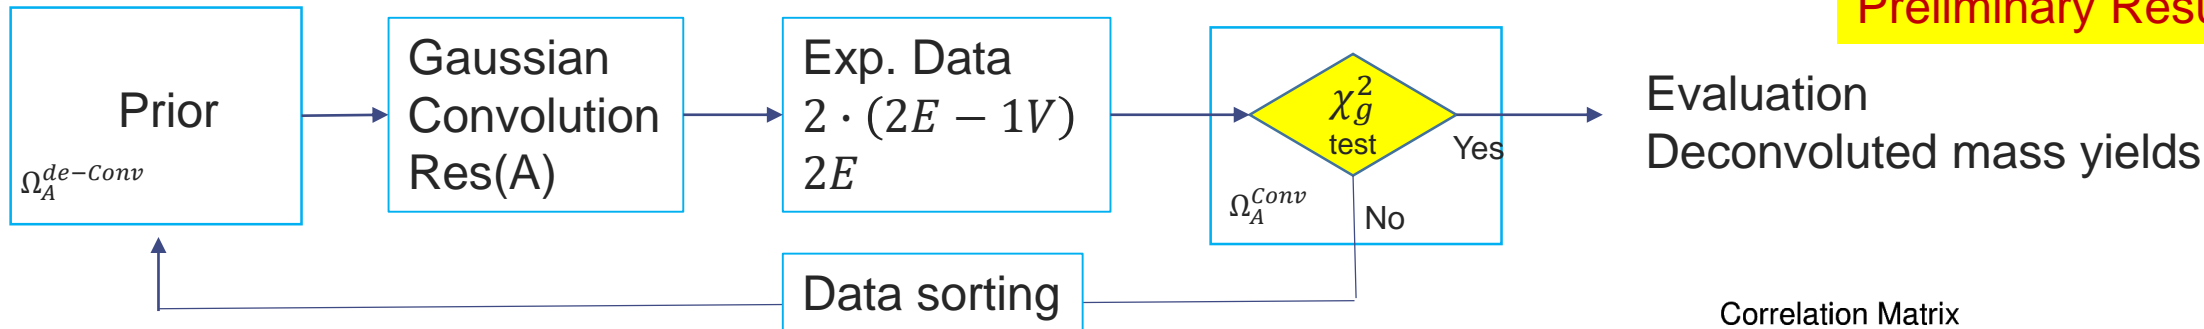 Preliminary
Prior
Ω_A^{de−Conv}
Gaussian
Convolution
Res(A)
Exp. Data
2 · (2E − 1V)
2E
χ_g^2
test
Yes
Ω_A^{Conv}
No
Evaluation
Deconvoluted mass yields
Data sorting
Correlation Matrix